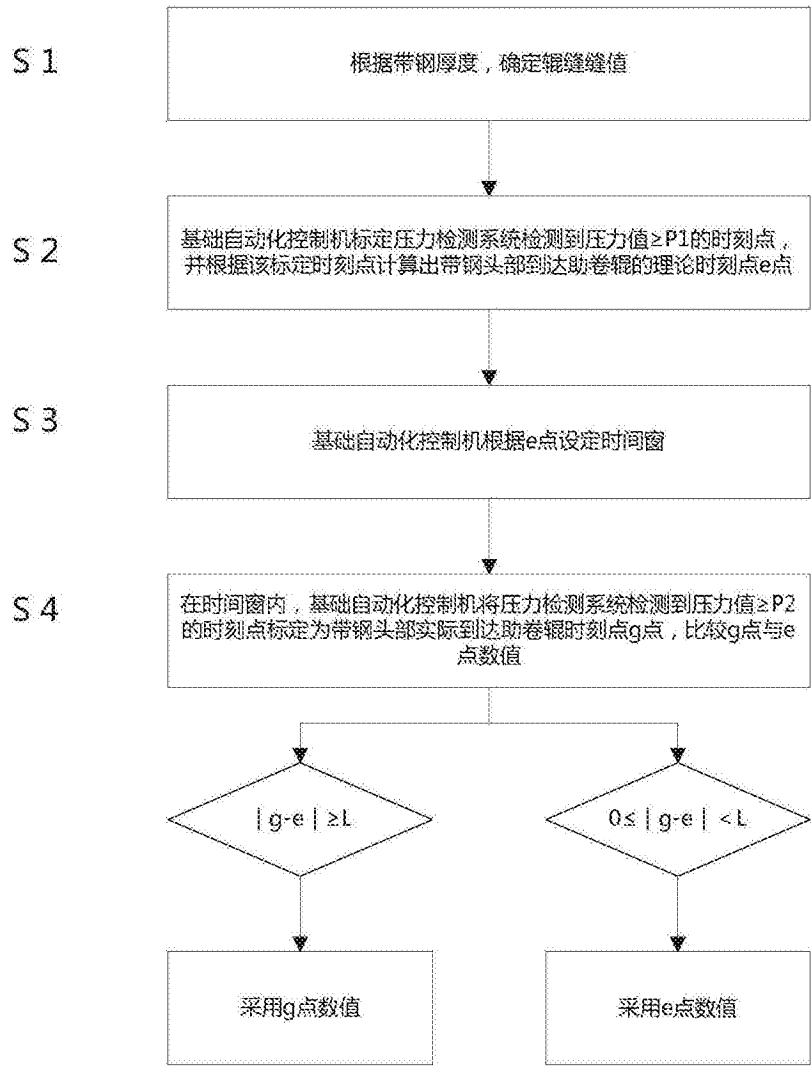 S 1
根据带钢厚度，确定辊缝缝值
S 2
基础自动化控制机标定压力检测系统检测到压力值≥P1的时刻点，
并根据该标定时刻点计算出带钢头部到达助卷辊的理论时刻点e点
S 3
基础自动化控制机根据e点设定时间窗
S 4
在时间窗内，基础自动化控制机将压力检测系统检测到压力值≥P2
的时刻点标定为带钢头部实际到达助卷辊时刻点g点，比较g点与e
点数值
｜g-e｜≥L
0≤｜g-e｜<L
采用g点数值
采用e点数值